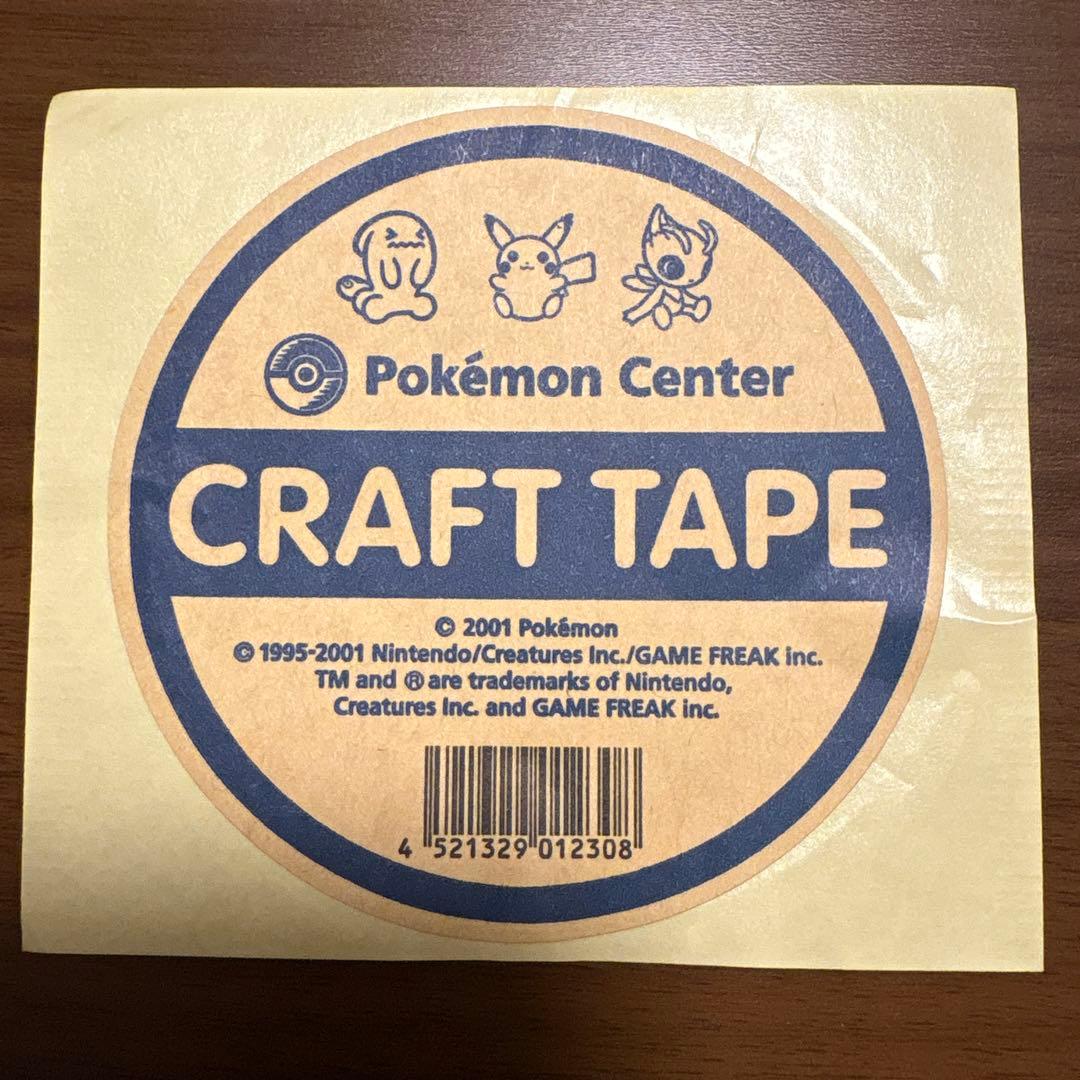 Pokémon Center
CRAFT TAPE
© 2001 Pokémon
© 1995-2001 Nintendo/Creatures Inc./GAME FREAK inc.
TM and ® are trademarks of Nintendo,
Creatures Inc. and GAME FREAK inc.
4 521329 012308